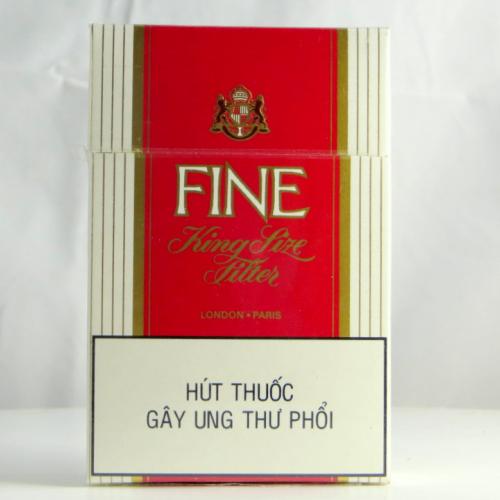 FINE
King Size
Filter
LONDON • PARIS
HÚT THUỐC
GÂY UNG THƯ PHỔI